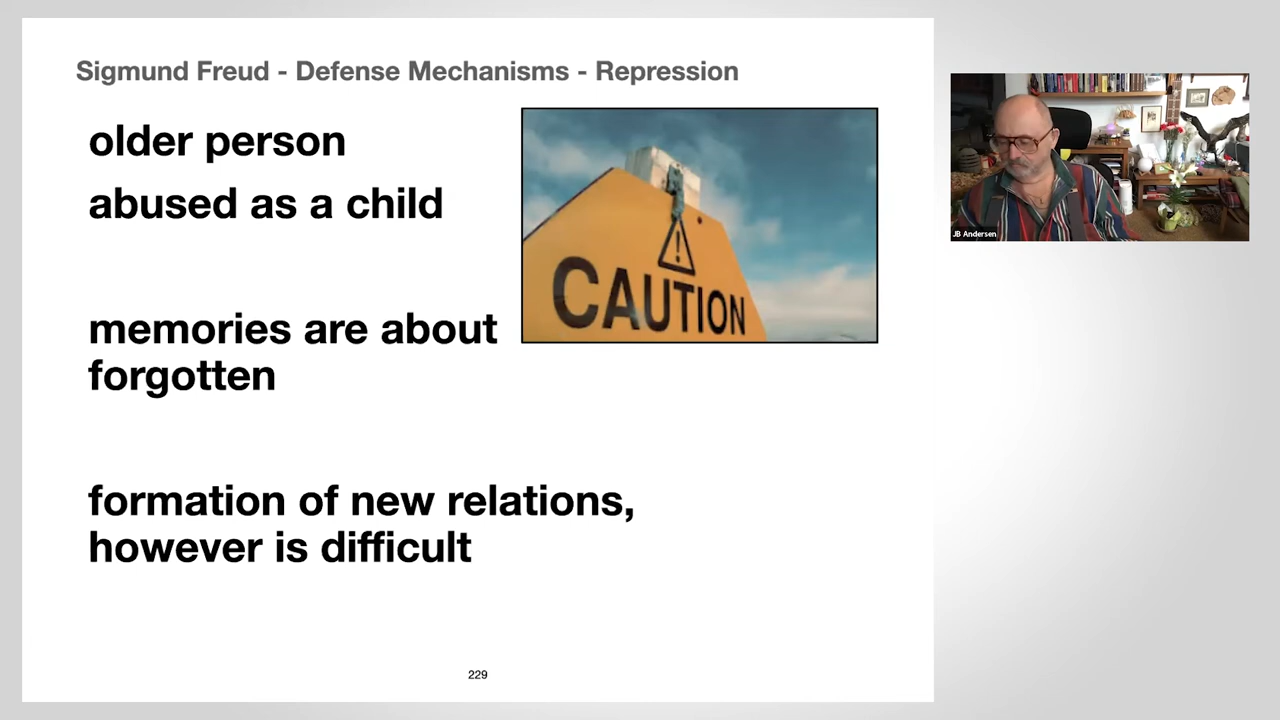 Sigmund Freud - Defense Mechanisms - Repression
older person
abused as a child
CAUTION
memories are about
forgotten
formation of new relations,
however is difficult
229
JB Andersen